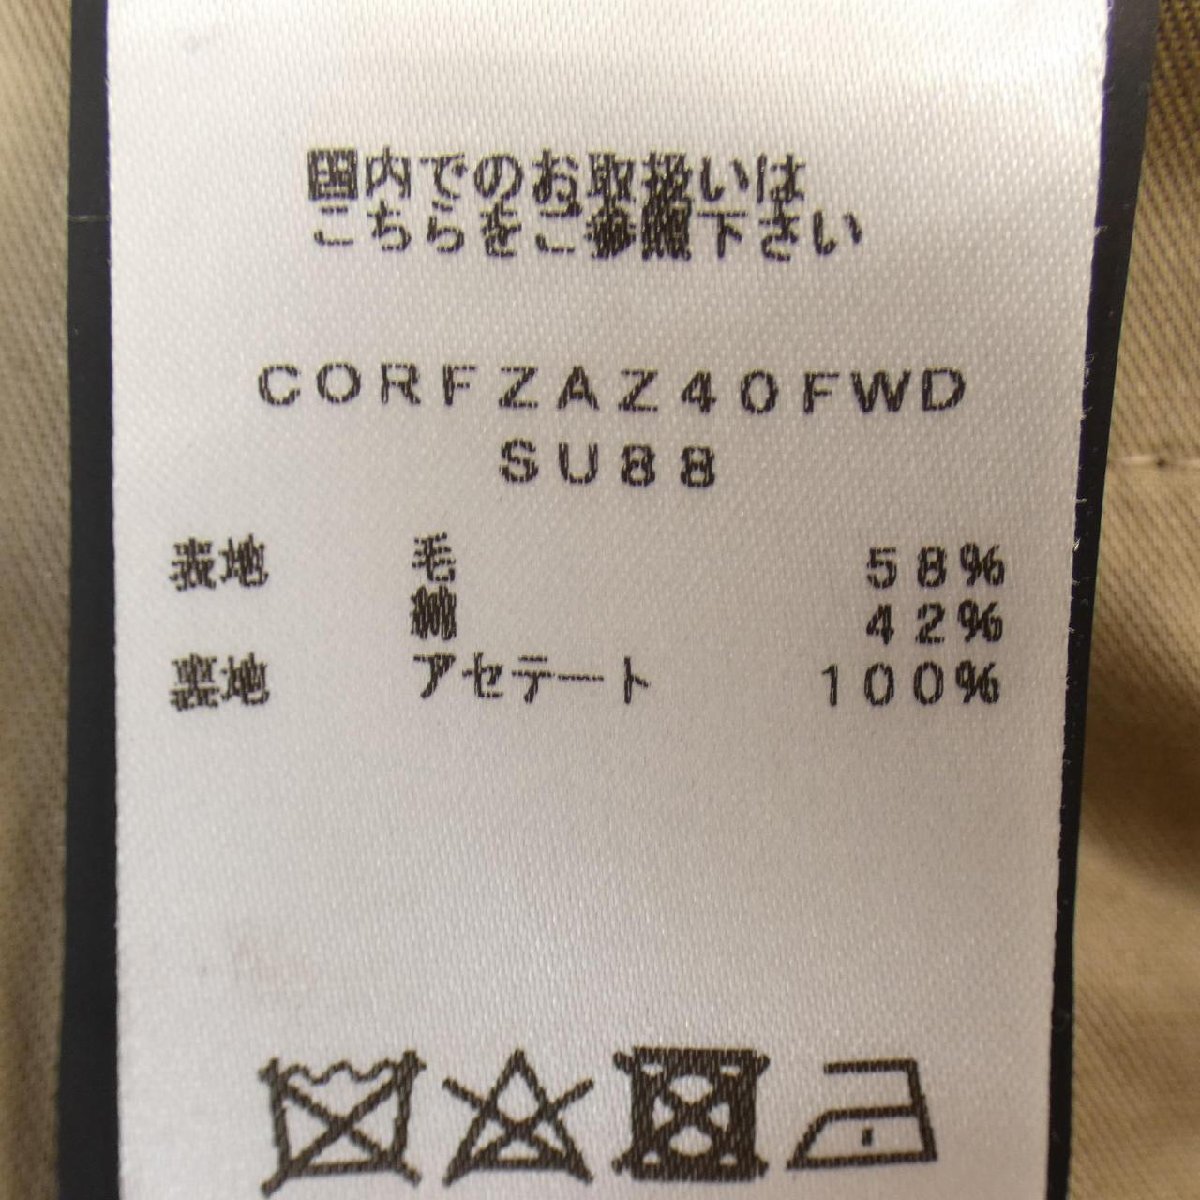 国内でのお取扱いは
こちらをご参照下さい
CORFZAZ40FWD
SU88
表地 毛 58%
綿 42%
裏地 アセテート 100%